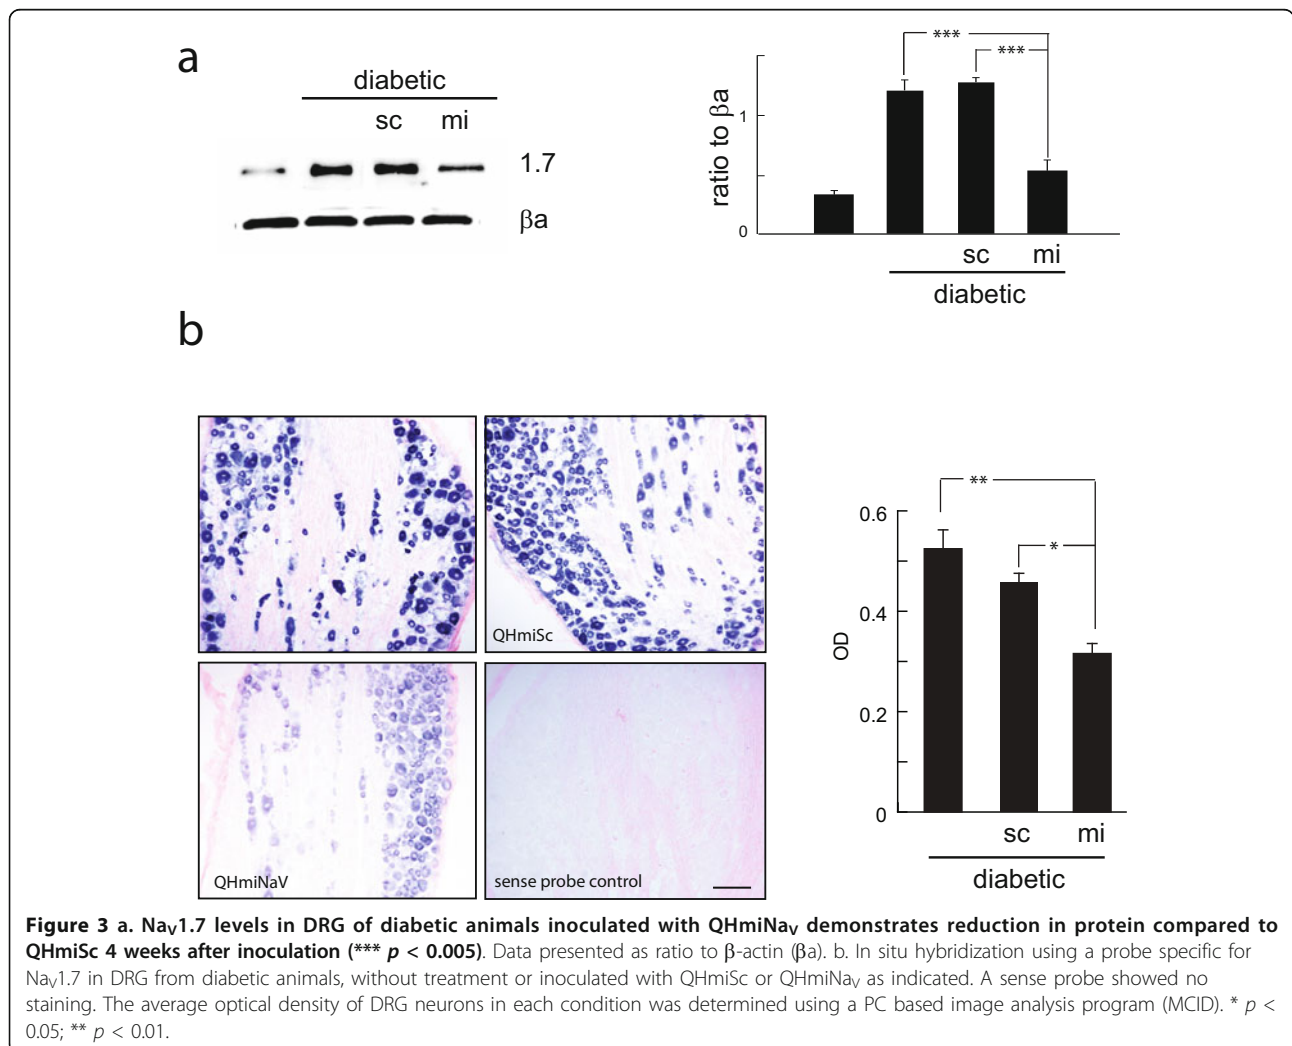 a
diabetic
sc mi
1.7
βa
*** 
***
ratio to βa
1
0
sc mi
diabetic
b
QHmiSc
QHmiNaV
sense probe control
**
*
0.6
0.4
OD
0.2
0
sc mi
diabetic
Figure 3 a. NaV1.7 levels in DRG of diabetic animals inoculated with QHmiNaV demonstrates reduction in protein compared to
QHmiSc 4 weeks after inoculation (*** p < 0.005). Data presented as ratio to β-actin (βa). b. In situ hybridization using a probe specific for
NaV1.7 in DRG from diabetic animals, without treatment or inoculated with QHmiSc or QHmiNaV as indicated. A sense probe showed no
staining. The average optical density of DRG neurons in each condition was determined using a PC based image analysis program (MCID). * p <
0.05; ** p < 0.01.